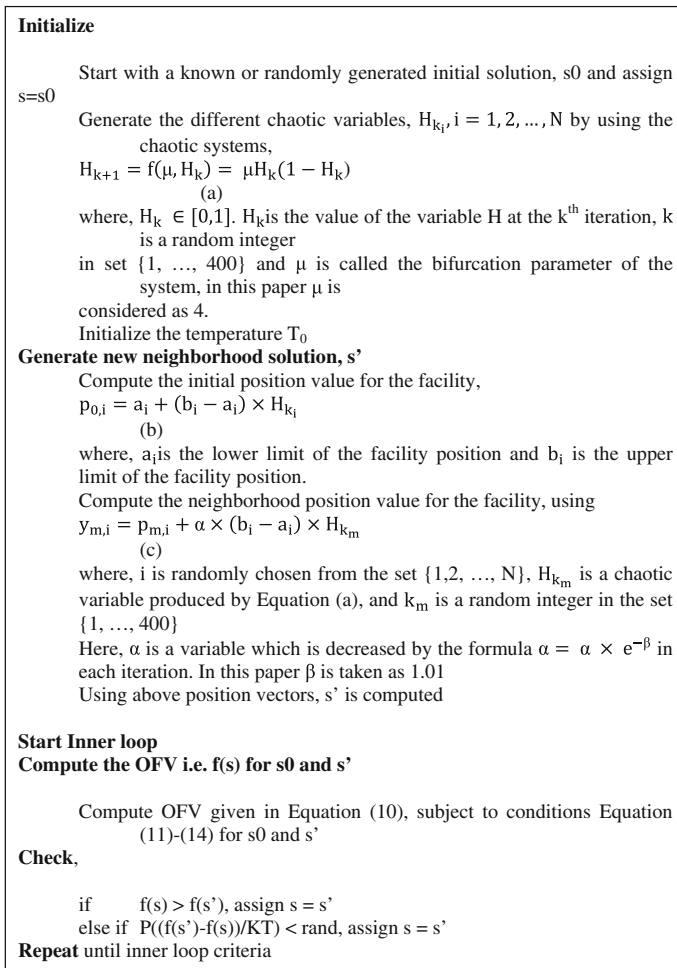 Initialize
Start with a known or randomly generated initial solution, s0 and assign
s=s0
Generate the different chaotic variables, H_{k_i}, i = 1, 2, … , N by using the
chaotic systems,
H_{k+1} = f(μ, H_k) = μH_k(1 − H_k)
(a)
where, H_k ∈ [0,1]. H_k is the value of the variable H at the k^{th} iteration, k
is a random integer
in set {1, …, 400} and μ is called the bifurcation parameter of the
system, in this paper μ is
considered as 4.
Initialize the temperature T_0
Generate new neighborhood solution, s’
Compute the initial position value for the facility,
p_{0,i} = a_i + (b_i − a_i) × H_{k_i}
(b)
where, a_i is the lower limit of the facility position and b_i is the upper
limit of the facility position.
Compute the neighborhood position value for the facility, using
y_{m,i} = p_{m,i} + α × (b_i − a_i) × H_{k_m}
(c)
where, i is randomly chosen from the set {1,2, …, N}, H_{k_m} is a chaotic
variable produced by Equation (a), and k_m is a random integer in the set
{1, …, 400}
Here, α is a variable which is decreased by the formula α = α × e^{−β} in
each iteration. In this paper β is taken as 1.01
Using above position vectors, s’ is computed
Start Inner loop
Compute the OFV i.e. f(s) for s0 and s’
Compute OFV given in Equation (10), subject to conditions Equation
(11)-(14) for s0 and s’
Check,
if f(s) > f(s’), assign s = s’
else if P((f(s’)-f(s))/KT) < rand, assign s = s’
Repeat until inner loop criteria